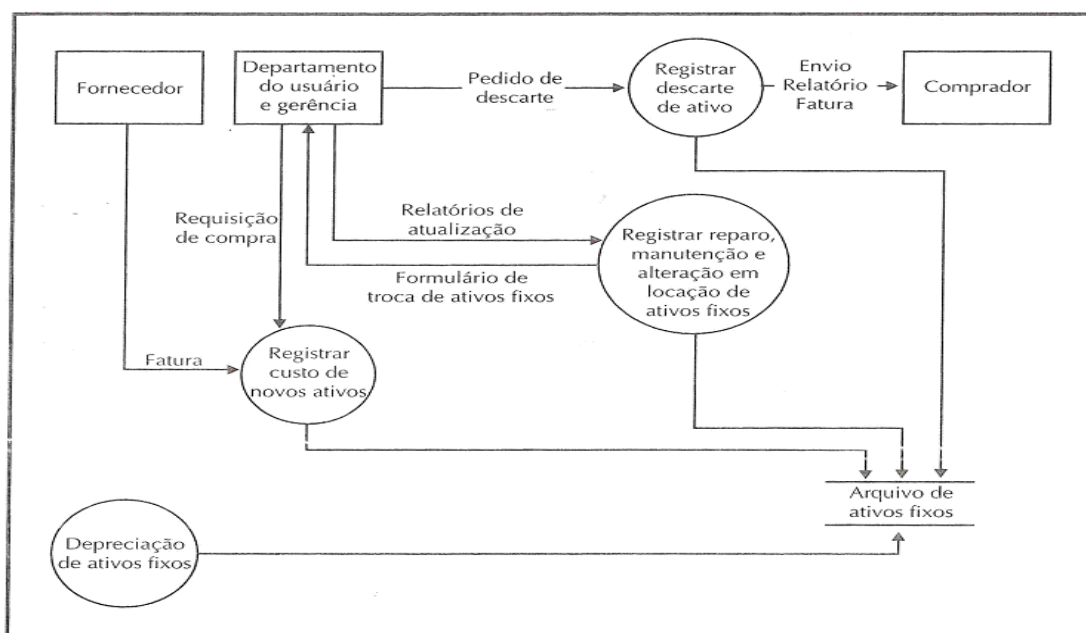 Fornecedor
Departamento
do usuário
e gerência
Pedido de
descarte
Registrar
descarte
de ativo
Envio
Relatório
Fatura
Comprador
Requisição
de compra
Relatórios de
atualização
Formulário de
troca de ativos fixos
Registrar reparo,
manutenção e
alteração em
locação de
ativos fixos
Fatura
Registrar
custo de
novos ativos
Arquivo de
ativos fixos
Depreciação
de ativos fixos